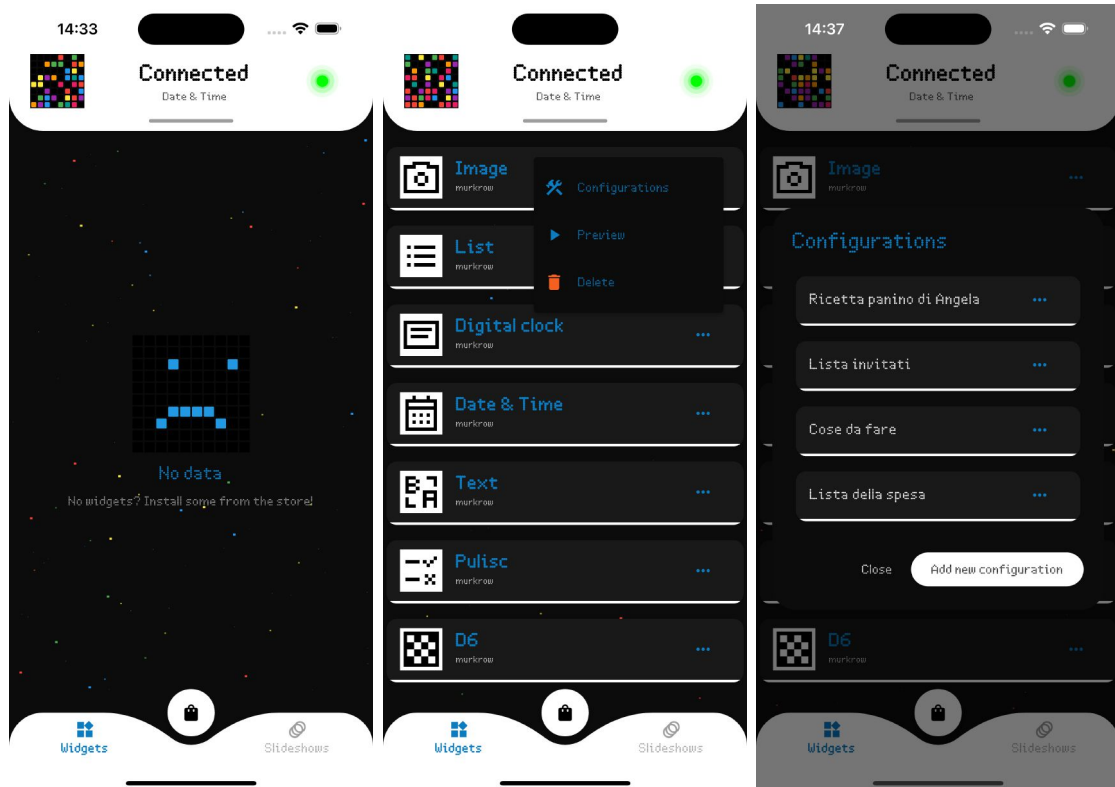 14:33
Connected
Date & Time
No data
No widgets? Install some from the store!
Widgets
Slideshows
Connected
Date & Time
Image
murkrow
Configurations
Preview
Delete
List
murkrow
Digital clock
murkrow
Date & Time
murkrow
Text
murkrow
Pulisc
murkrow
D6
murkrow
Widgets
Slideshows
14:37
Connected
Date & Time
Image
murkrow
Configurations
Ricetta panino di Angela
Lista invitati
Cose da fare
Lista della spesa
Close
Add new configuration
D6
murkrow
Widgets
Slideshows